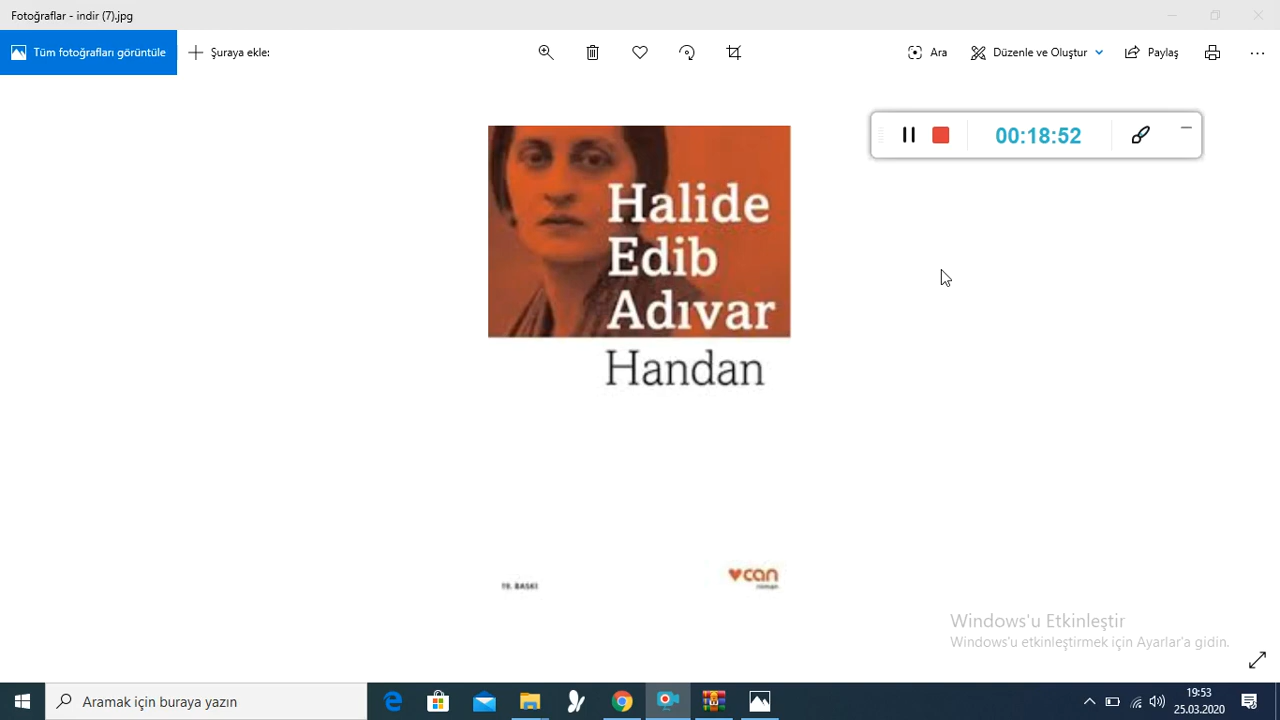 Fotoğraflar - indir (7).jpg
Tüm fotoğrafları görüntüle
Şuraya ekle:
Ara
Düzenle ve Oluştur
Paylaş
00:18:52
Halide
Edib
Adıvar
Handan
19. BASKI
can
roman
Windows'u Etkinleştir
Windows'u etkinleştirmek için Ayarlar'a gidin.
Aramak için buraya yazın
19:53
25.03.2020